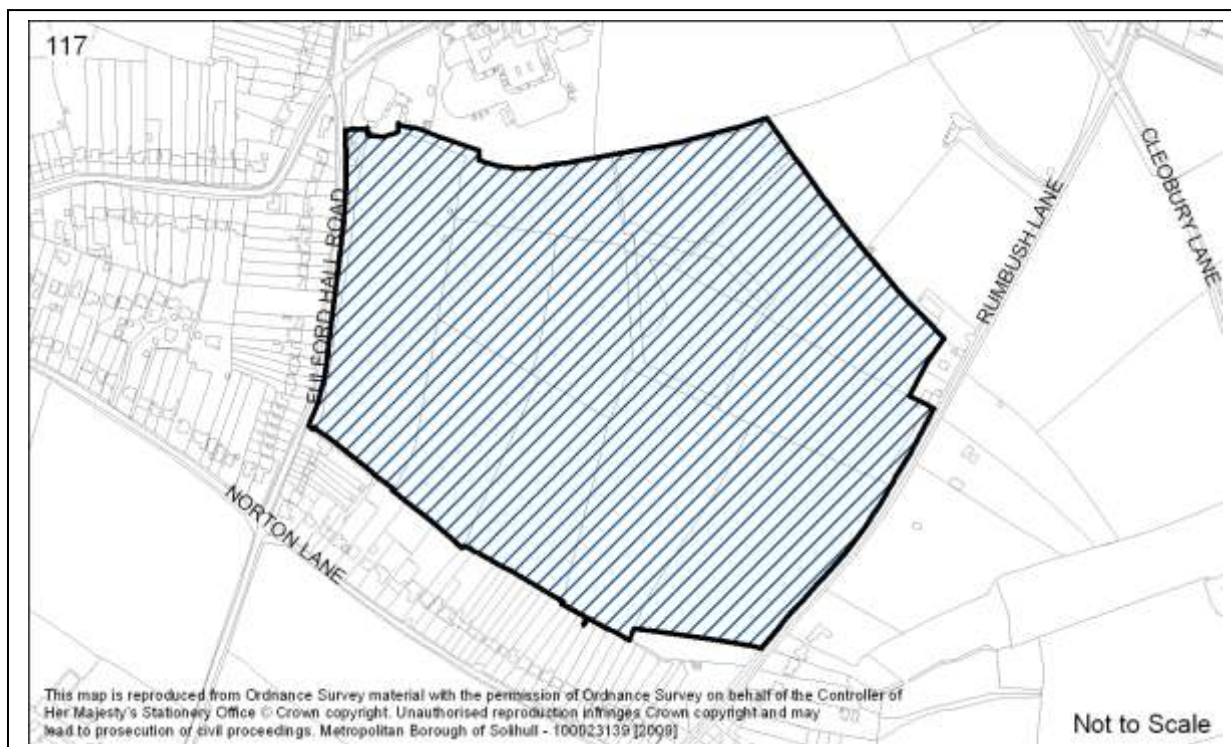 117
FULFORD HALL ROAD
RUMBUSH LANE
CLEOBURY LANE
NORTON LANE
This map is reproduced from Ordnance Survey material with the permission of Ordnance Survey on behalf of the Controller of
Her Majesty's Stationery Office © Crown copyright. Unauthorised reproduction infringes Crown copyright and may
lead to prosecution or civil proceedings. Metropolitan Borough of Solihull - 100023139 [2009]
Not to Scale